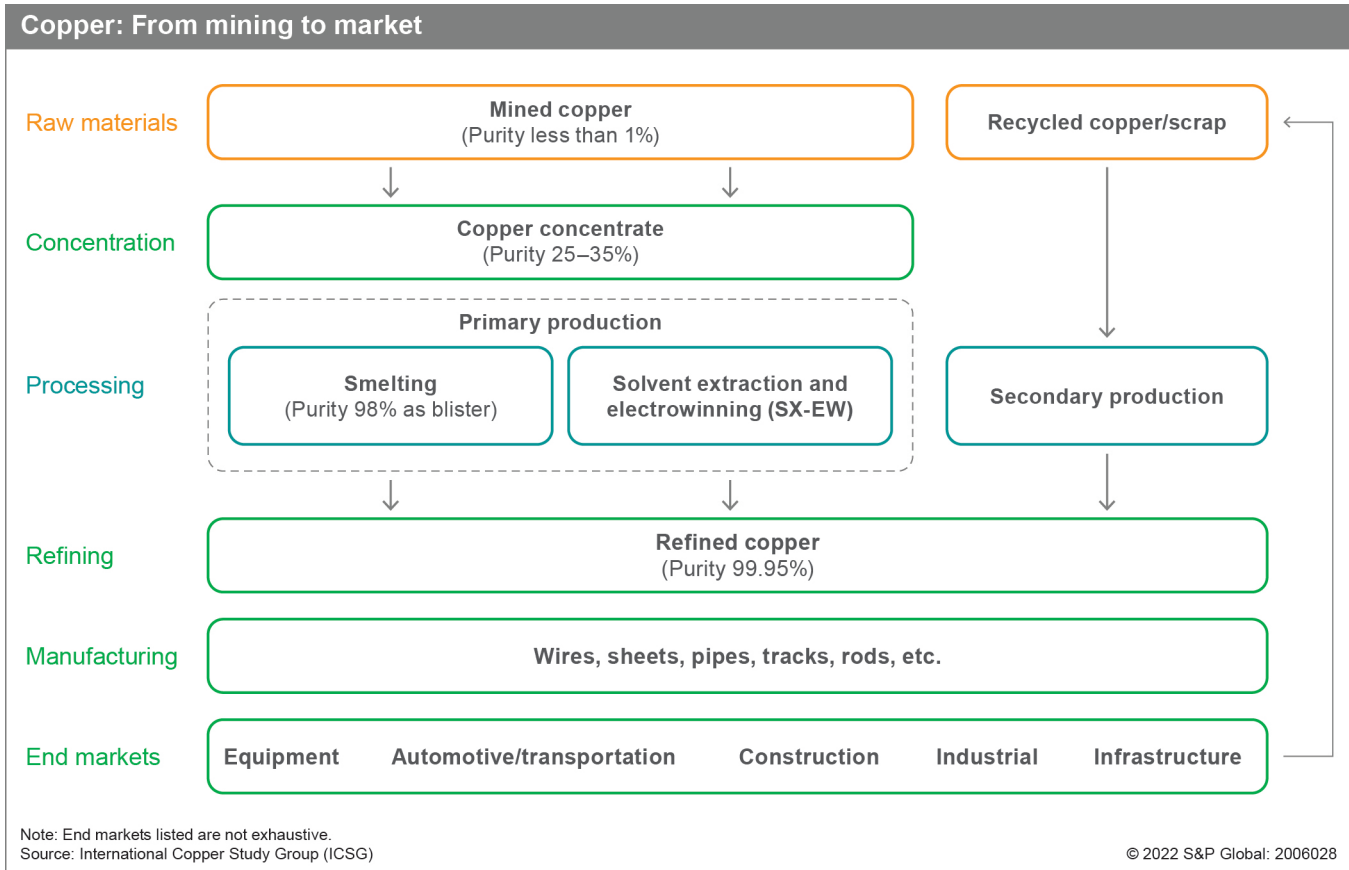 Copper: From mining to market
Raw materials
Mined copper
(Purity less than 1%)
Recycled copper/scrap
Concentration
Copper concentrate
(Purity 25–35%)
Processing
Primary production
Smelting
(Purity 98% as blister)
Solvent extraction and
electrowinning (SX-EW)
Secondary production
Refining
Refined copper
(Purity 99.95%)
Manufacturing
Wires, sheets, pipes, tracks, rods, etc.
End markets
Equipment
Automotive/transportation
Construction
Industrial
Infrastructure
Note: End markets listed are not exhaustive.
Source: International Copper Study Group (ICSG)
© 2022 S&P Global: 2006028